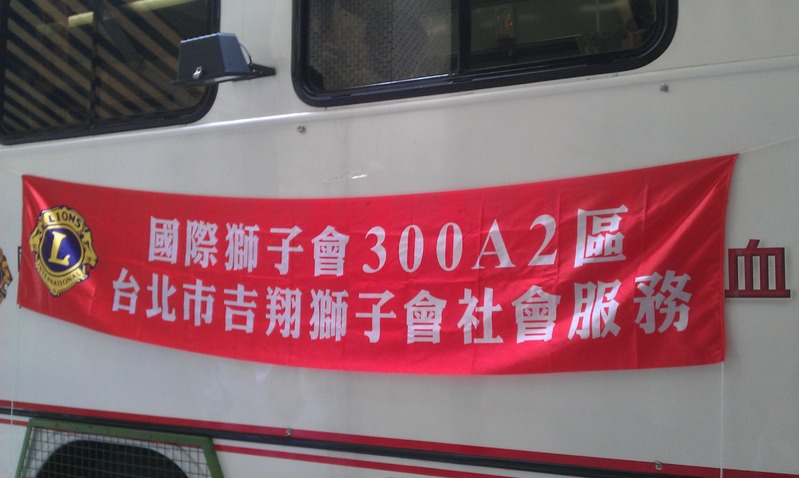 LIONS
L
INTERNATIONAL
國際獅子會300A2區
台北市吉翔獅子會社會服務
血